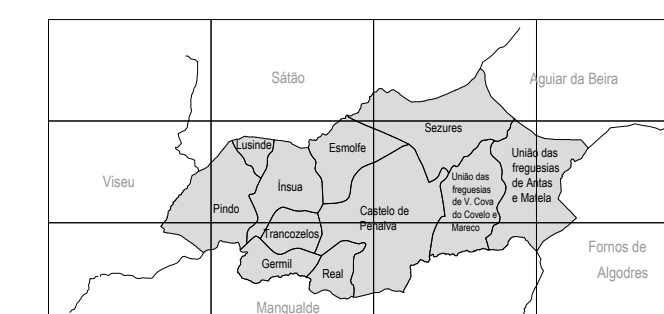 Sátão
Aguiar da Beira
Sezures
Lusinde
Esmolfe
União das
freguesias
de Antas
e Matela
Viseu
Ínsua
União das
freguesias
de V. Cova
do Covelo e
Mareco
Pindo
Castelo de
Penalva
Trancozelos
Fornos de
Algodres
Germil
Real
Mangualde